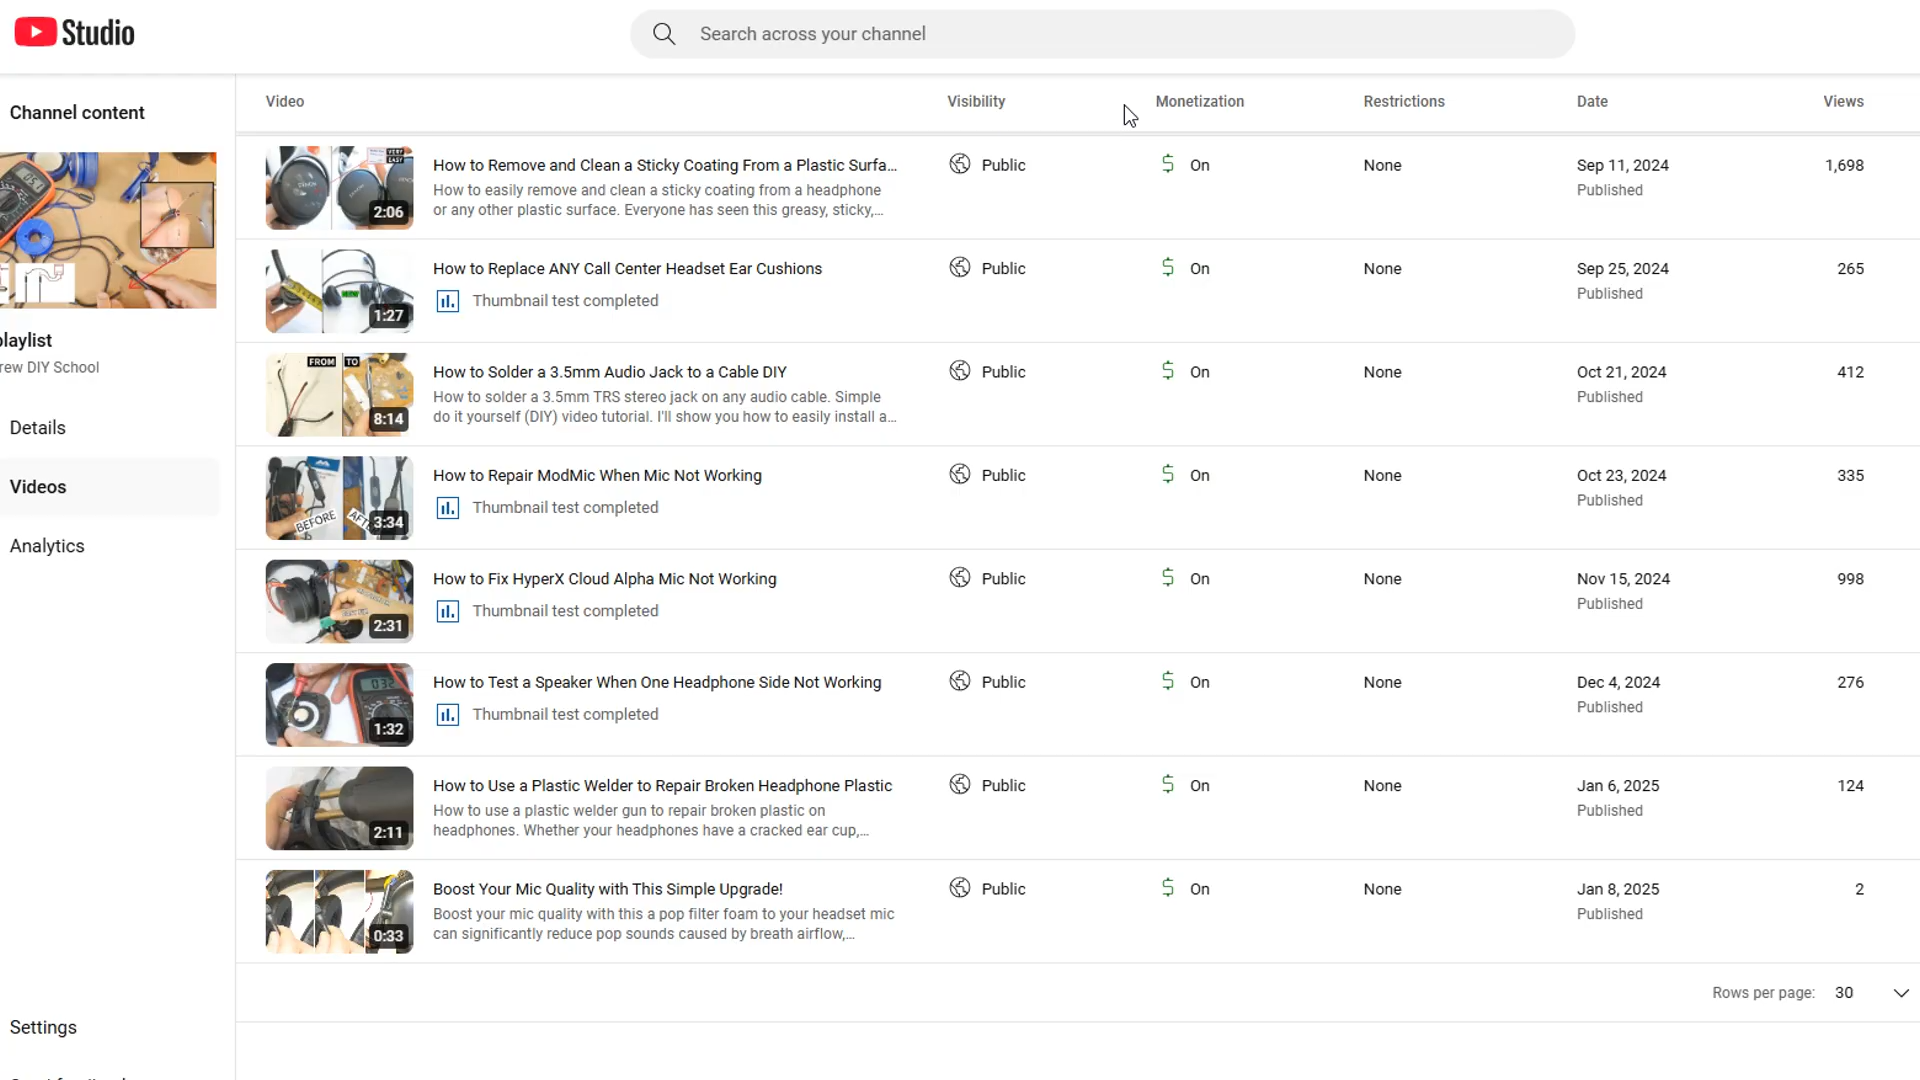 Studio
Search across your channel
Channel content
playlist
rew DIY School
Details
Videos
Analytics
Settings
Video Visibility Monetization Restrictions Date Views
VERY
EASY
2:06
How to Remove and Clean a Sticky Coating From a Plastic Surfa...
How to easily remove and clean a sticky coating from a headphone
or any other plastic surface. Everyone has seen this greasy, sticky,...
Public On None Sep 11, 2024 1,698
Published
1:27
How to Replace ANY Call Center Headset Ear Cushions
Thumbnail test completed
Public On None Sep 25, 2024 265
Published
FROM TO
8:14
How to Solder a 3.5mm Audio Jack to a Cable DIY
How to solder a 3.5mm TRS stereo jack on any audio cable. Simple
do it yourself (DIY) video tutorial. I'll show you how to easily install a...
Public On None Oct 21, 2024 412
Published
BEFORE
3:34
How to Repair ModMic When Mic Not Working
Thumbnail test completed
Public On None Oct 23, 2024 335
Published
2:31
How to Fix HyperX Cloud Alpha Mic Not Working
Thumbnail test completed
Public On None Nov 15, 2024 998
Published
1:32
How to Test a Speaker When One Headphone Side Not Working
Thumbnail test completed
Public On None Dec 4, 2024 276
Published
2:11
How to Use a Plastic Welder to Repair Broken Headphone Plastic
How to use a plastic welder gun to repair broken plastic on
headphones. Whether your headphones have a cracked ear cup,...
Public On None Jan 6, 2025 124
Published
0:33
Boost Your Mic Quality with This Simple Upgrade!
Boost your mic quality with this a pop filter foam to your headset mic
can significantly reduce pop sounds caused by breath airflow,...
Public On None Jan 8, 2025 2
Published
Rows per page: 30